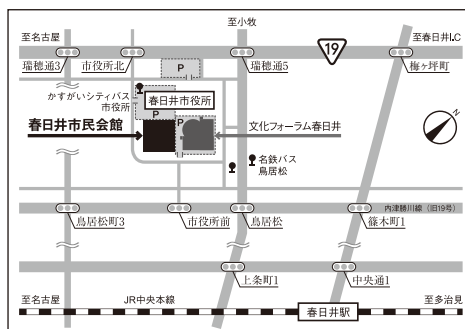 至小牧
至名古屋
至春日井I.C
19
瑞穂通3
市役所北
瑞穂通5
梅ヶ坪町
P
かすがいシティバス
市役所
春日井市役所
P
春日井市民会館
P
文化フォーラム春日井
N
名鉄バス
鳥居松
内津勝川線（旧19号）
鳥居松町3
市役所前
鳥居松
篠木町1
上条町1
中央通1
至名古屋
JR中央本線
春日井駅
至多治見